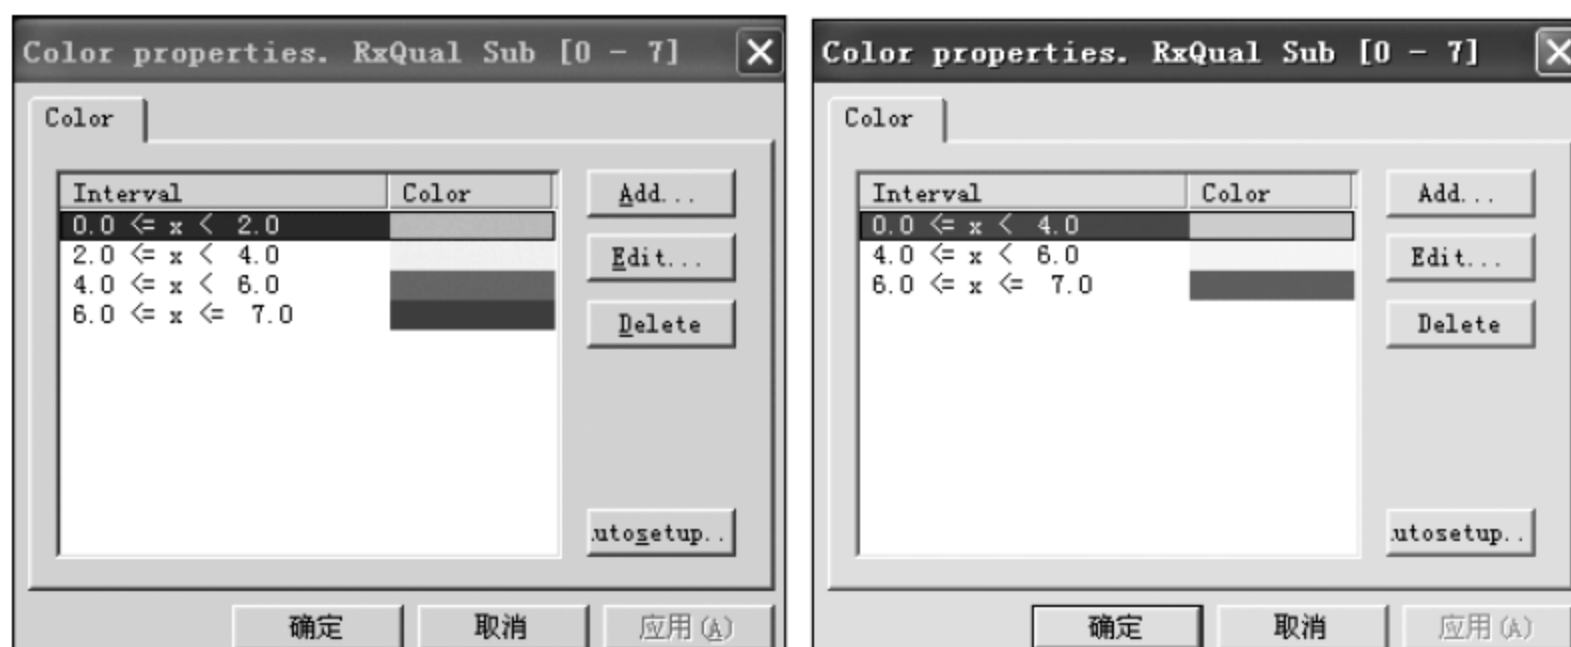 Color properties. RxQual Sub [0 - 7]
Color
Interval Color
0.0 <= x < 2.0
2.0 <= x < 4.0
4.0 <= x < 6.0
6.0 <= x <= 7.0
Add...
Edit...
Delete
utosetup..
确定 取消 应用(A)
Color properties. RxQual Sub [0 - 7]
Color
Interval Color
0.0 <= x < 4.0
4.0 <= x < 6.0
6.0 <= x <= 7.0
Add...
Edit...
Delete
utosetup..
确定 取消 应用(A)